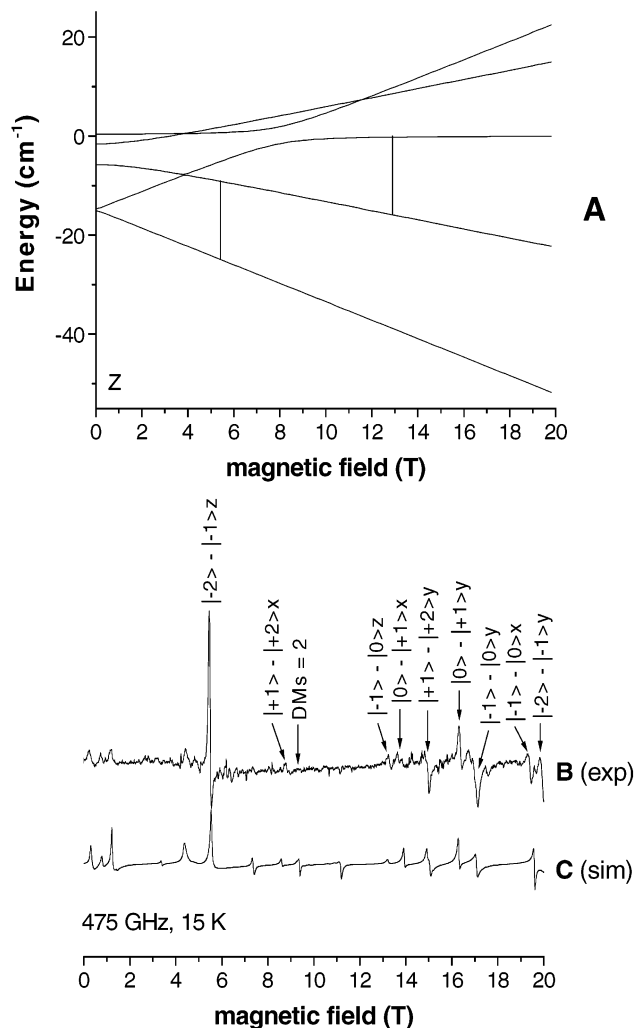 20
0
-20
-40
Energy (cm-1)
A
Z
0 2 4 6 8 10 12 14 16 18 20
magnetic field (T)
|-2> - |-1>z
|+1> - |+2>x
DMs = 2
|-1> - |0>z
|0> - |+1>x
|+1> - |+2>y
|0> - |+1>y
|-1> - |0>y
|-1> - |0>x
|-2> - |-1>y
B (exp)
C (sim)
475 GHz, 15 K
0 2 4 6 8 10 12 14 16 18 20
magnetic field (T)